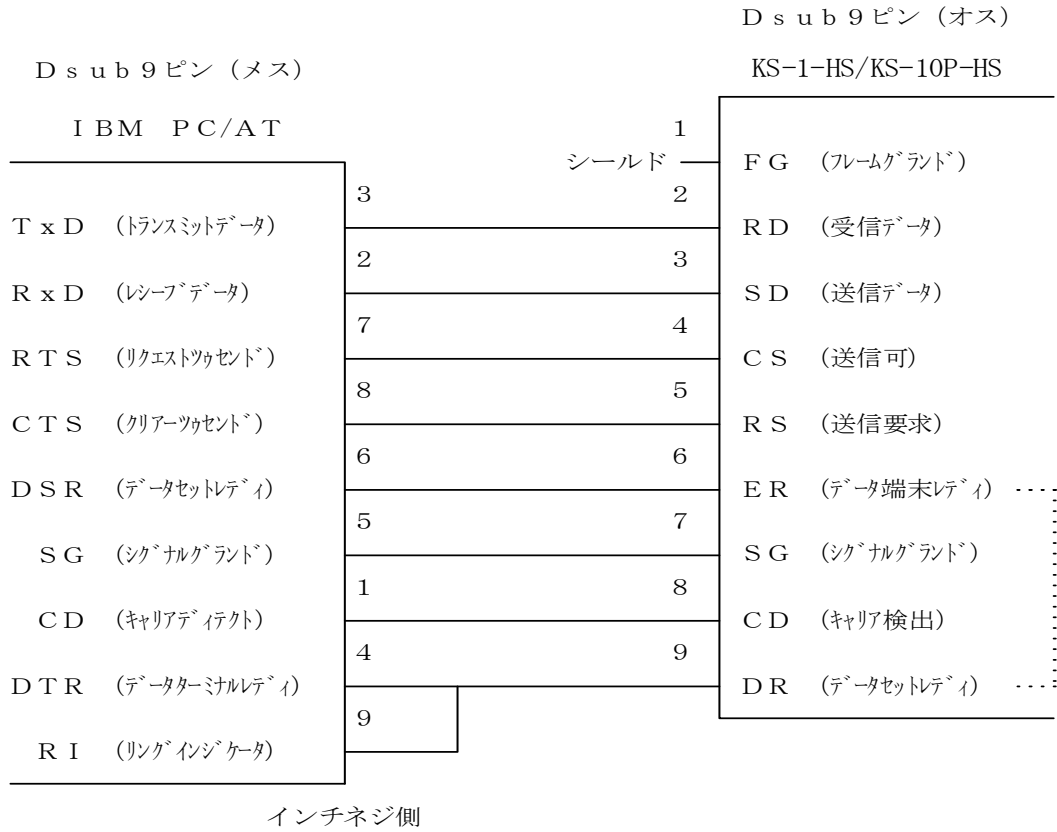 Dsub9ピン（オス）
Dsub9ピン（メス）
KS-1-HS/KS-10P-HS
IBM PC/AT
1
シールド
FG （ﾌﾚｰﾑｸﾞﾗﾝﾄﾞ）
3
2
TxD （ﾄﾗﾝｽﾐｯﾄﾃﾞｰﾀ）
RD （受信ﾃﾞｰﾀ）
2
3
RxD （ﾚｼｰﾌﾞﾃﾞｰﾀ）
SD （送信ﾃﾞｰﾀ）
7
4
RTS （ﾘｸｴｽﾄﾂｩｾﾝﾄﾞ）
CS （送信可）
8
5
CTS （ｸﾘｱｰﾂｩｾﾝﾄﾞ）
RS （送信要求）
6
6
DSR （ﾃﾞｰﾀｾｯﾄﾚﾃﾞｨ）
ER （ﾃﾞｰﾀ端末ﾚﾃﾞｨ）
5
7
SG （ｼｸﾞﾅﾙｸﾞﾗﾝﾄﾞ）
SG （ｼｸﾞﾅﾙｸﾞﾗﾝﾄﾞ）
1
8
CD （ｷｬﾘｱﾃﾞｨﾃｸﾄ）
CD （ｷｬﾘｱ検出）
4
9
DTR （ﾃﾞｰﾀﾀｰﾐﾅﾙﾚﾃﾞｨ）
DR （ﾃﾞｰﾀｾｯﾄﾚﾃﾞｨ）
9
RI （ﾘﾝｸﾞｲﾝｼﾞｹｰﾀ）
インチネジ側